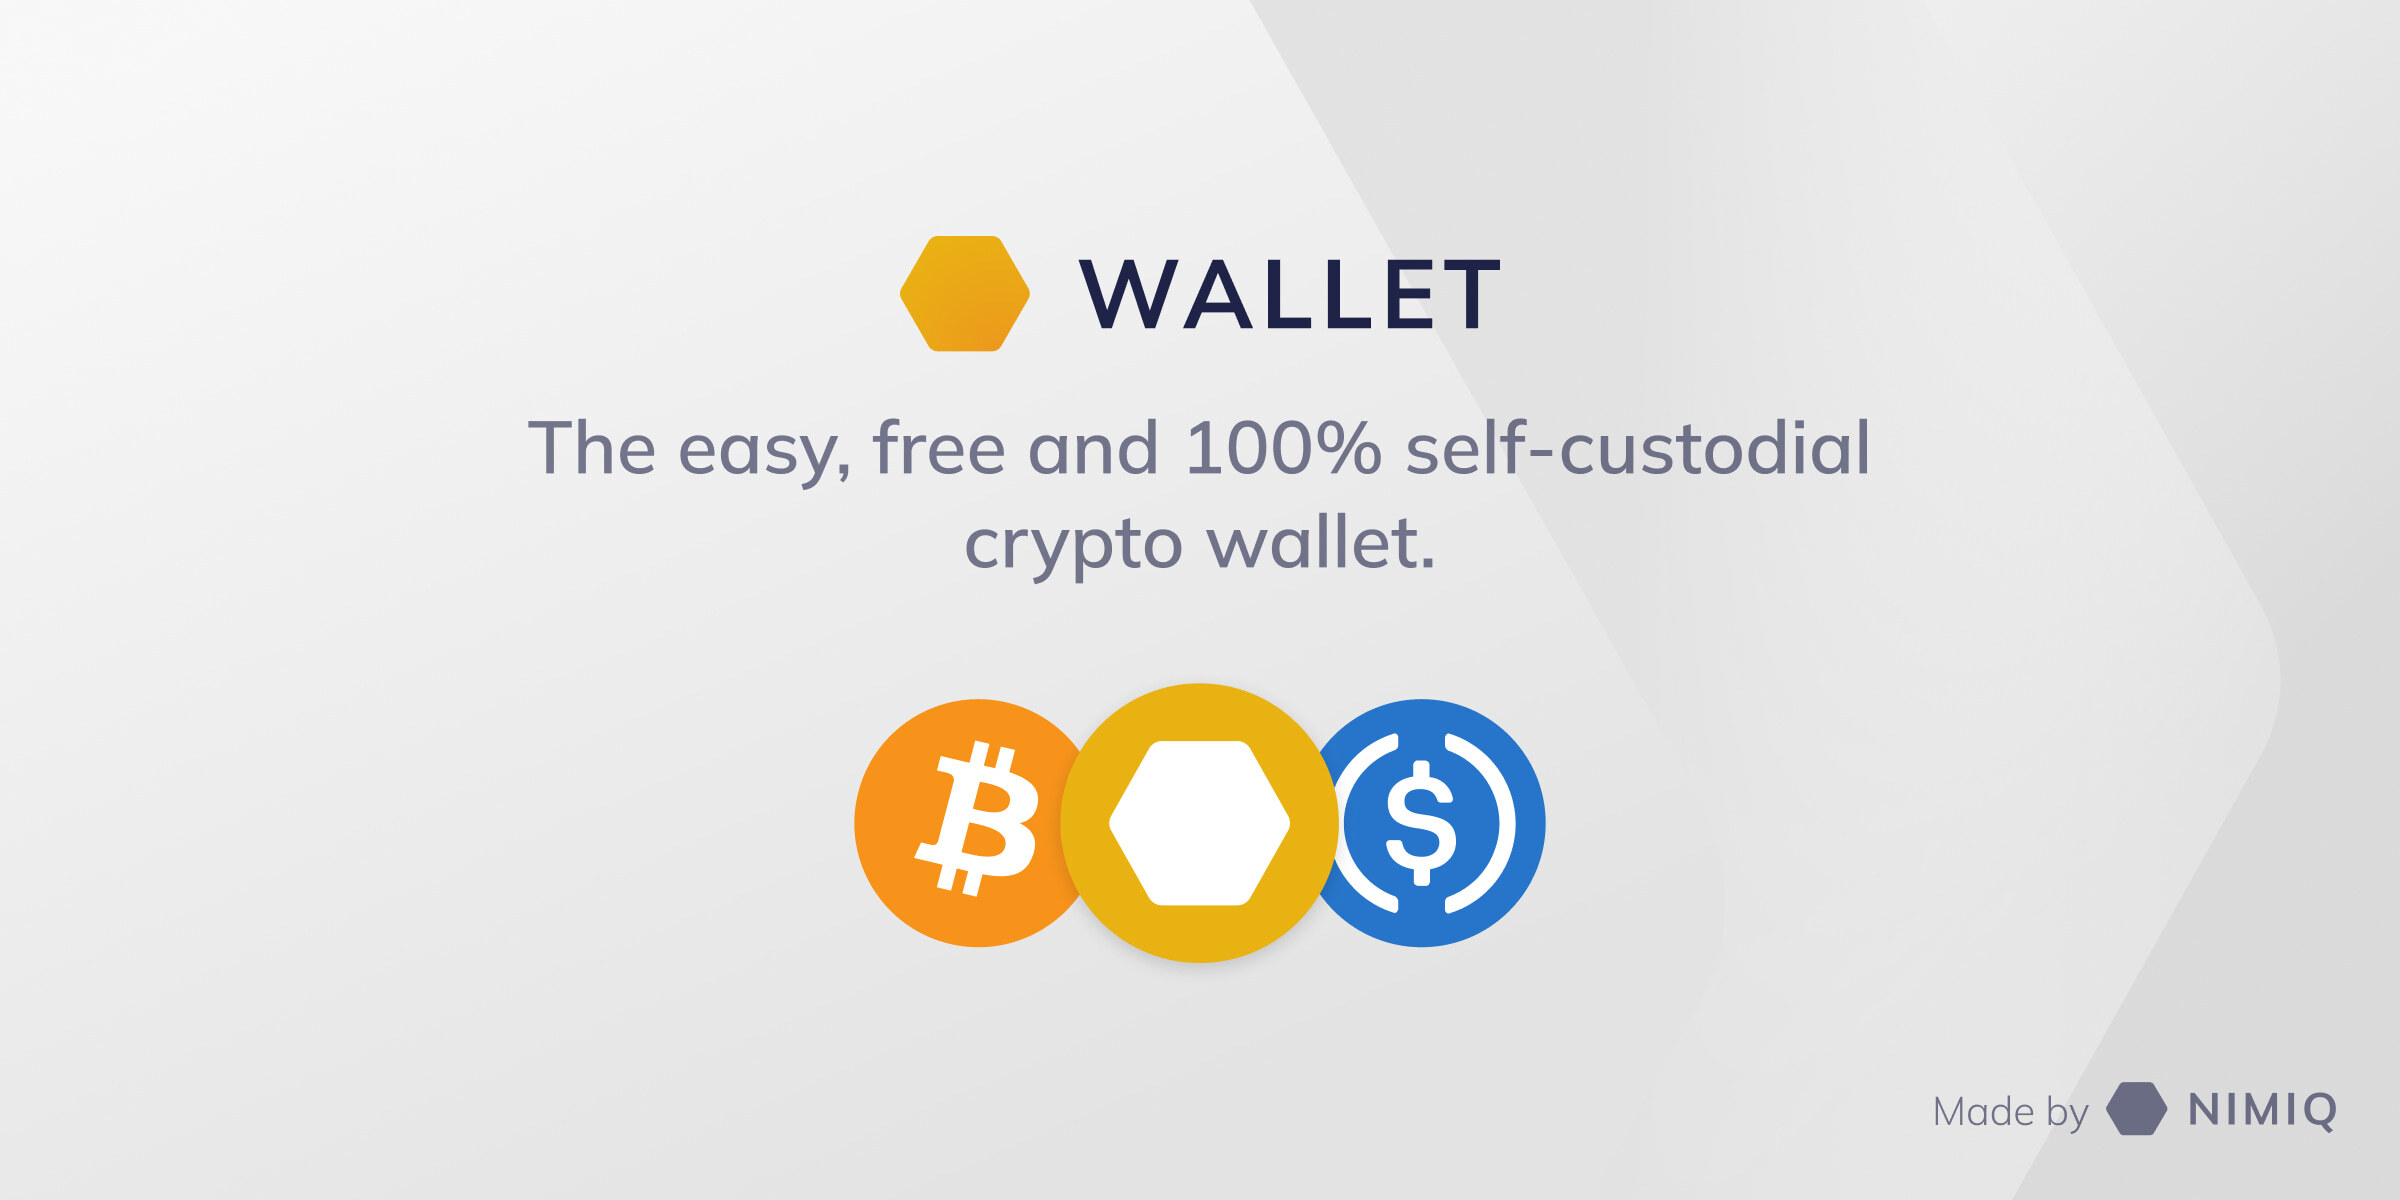 WALLET
The easy, free and 100% self-custodial
crypto wallet.
Made by NIMIQ